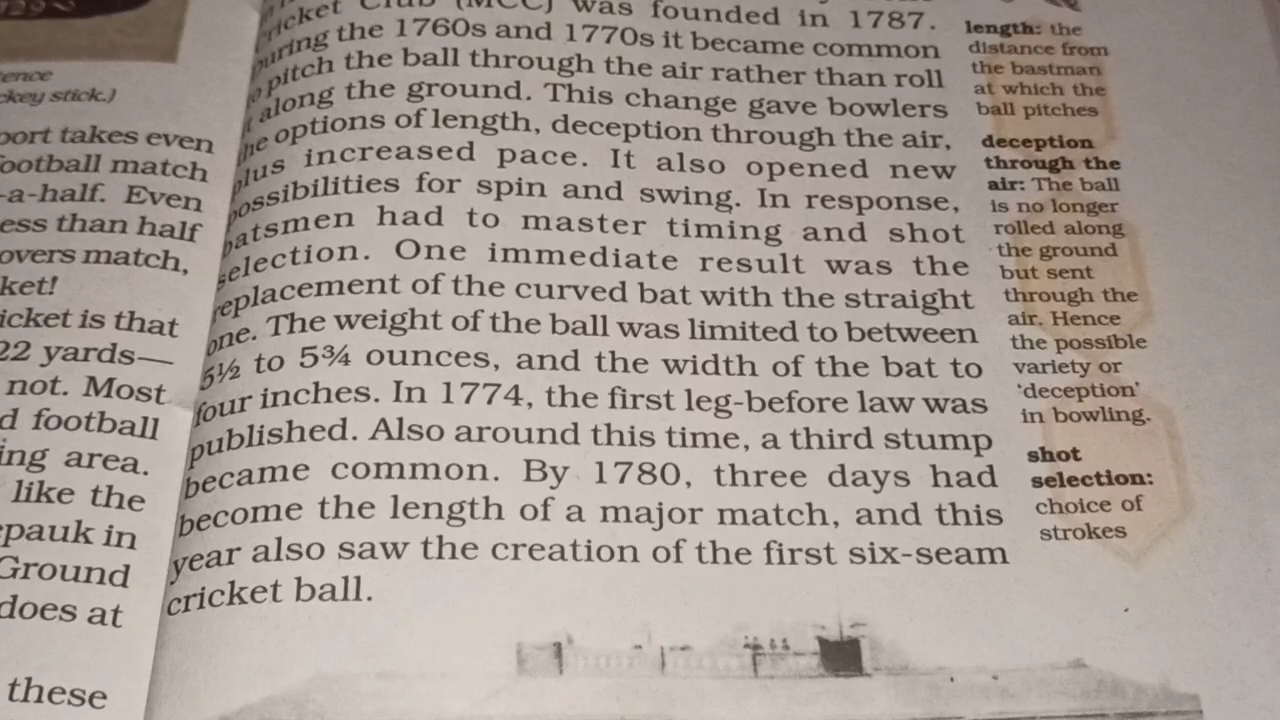 ence
ckey stick.)
port takes even
football match
-a-half. Even
ess than half
overs match,
ket!
icket is that
22 yards—
not. Most
d football
ing area.
like the
epauk in
Ground
does at
these
cricket Club (MCC) was founded in 1787.
During the 1760s and 1770s it became common
to pitch the ball through the air rather than roll
it along the ground. This change gave bowlers
the options of length, deception through the air,
plus increased pace. It also opened new
possibilities for spin and swing. In response,
batsmen had to master timing and shot
selection. One immediate result was the
replacement of the curved bat with the straight
one. The weight of the ball was limited to between
5½ to 5¾ ounces, and the width of the bat to
four inches. In 1774, the first leg-before law was
published. Also around this time, a third stump
became common. By 1780, three days had
become the length of a major match, and this
year also saw the creation of the first six-seam
cricket ball.
length: the
distance from
the bastman
at which the
ball pitches
deception
through the
air: The ball
is no longer
rolled along
the ground
but sent
through the
air. Hence
the possible
variety or
'deception'
in bowling.
shot
selection:
choice of
strokes